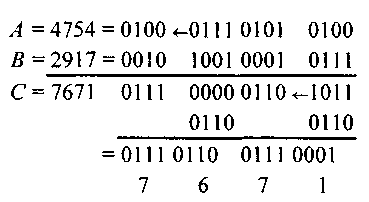 A = 4754 = 0100 ←0111 0101 0100
B = 2917 = 0010 1001 0001 0111
C = 7671 0111 0000 0110 ←1011
0110 0110
= 0111 0110 0111 0001
7 6 7 1